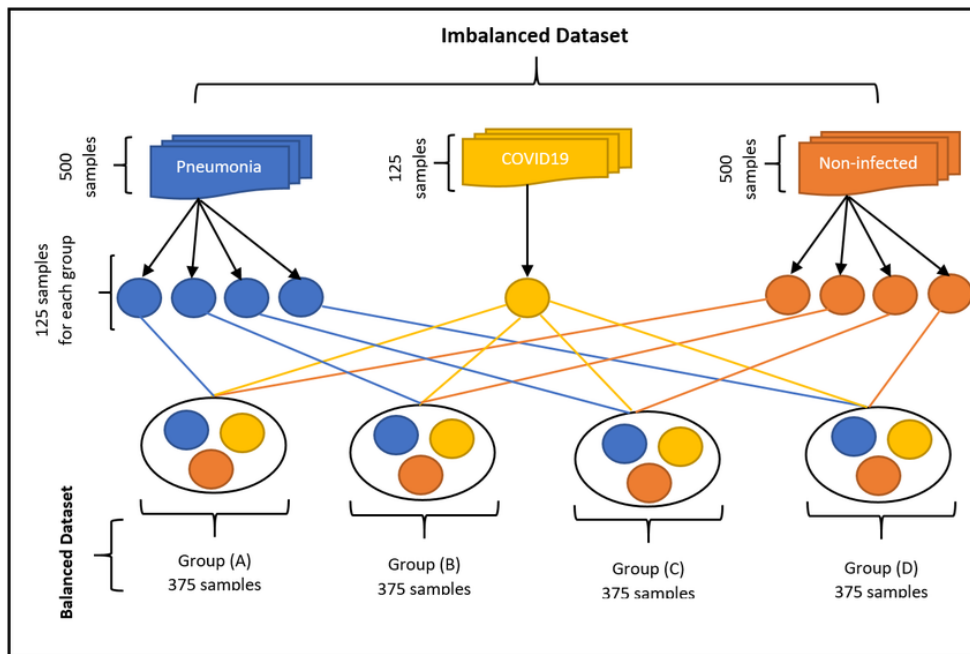 Imbalanced Dataset
500
samples
Pneumonia
125
samples
COVID19
500
samples
Non-infected
125 samples
for each group
Balanced Dataset
Group (A)
375 samples
Group (B)
375 samples
Group (C)
375 samples
Group (D)
375 samples